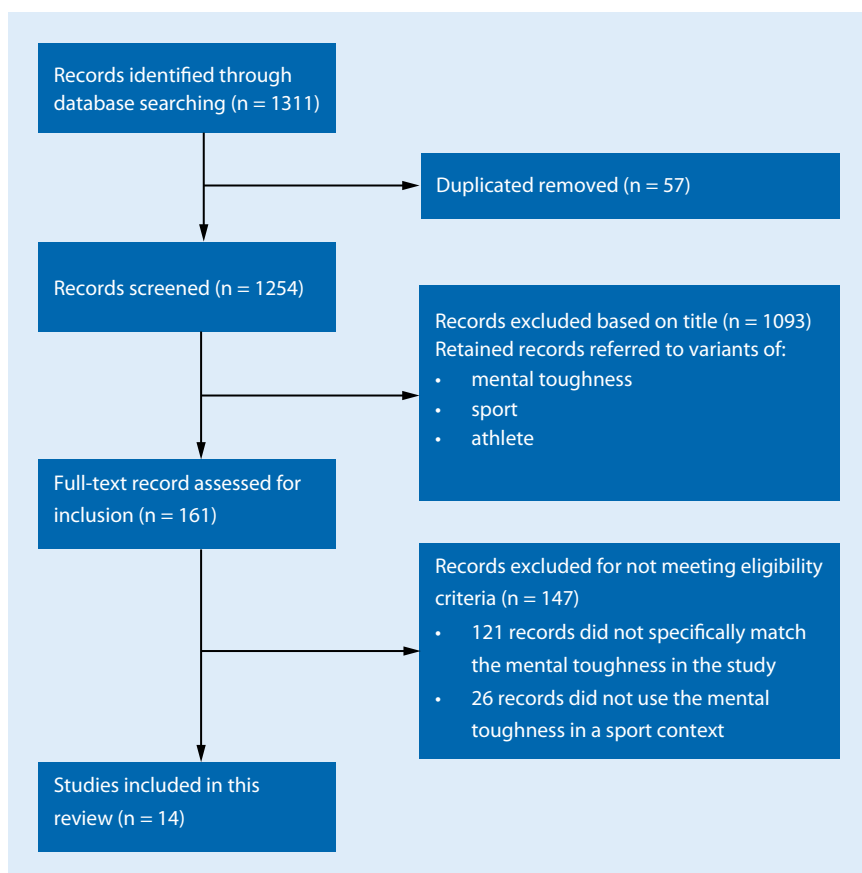 Records identified through
database searching (n = 1311)
Duplicated removed (n = 57)
Records screened (n = 1254)
Records excluded based on title (n = 1093)
Retained records referred to variants of:
• mental toughness
• sport
• athlete
Full-text record assessed for
inclusion (n = 161)
Records excluded for not meeting eligibility
criteria (n = 147)
• 121 records did not specifically match
the mental toughness in the study
• 26 records did not use the mental
toughness in a sport context
Studies included in this
review (n = 14)